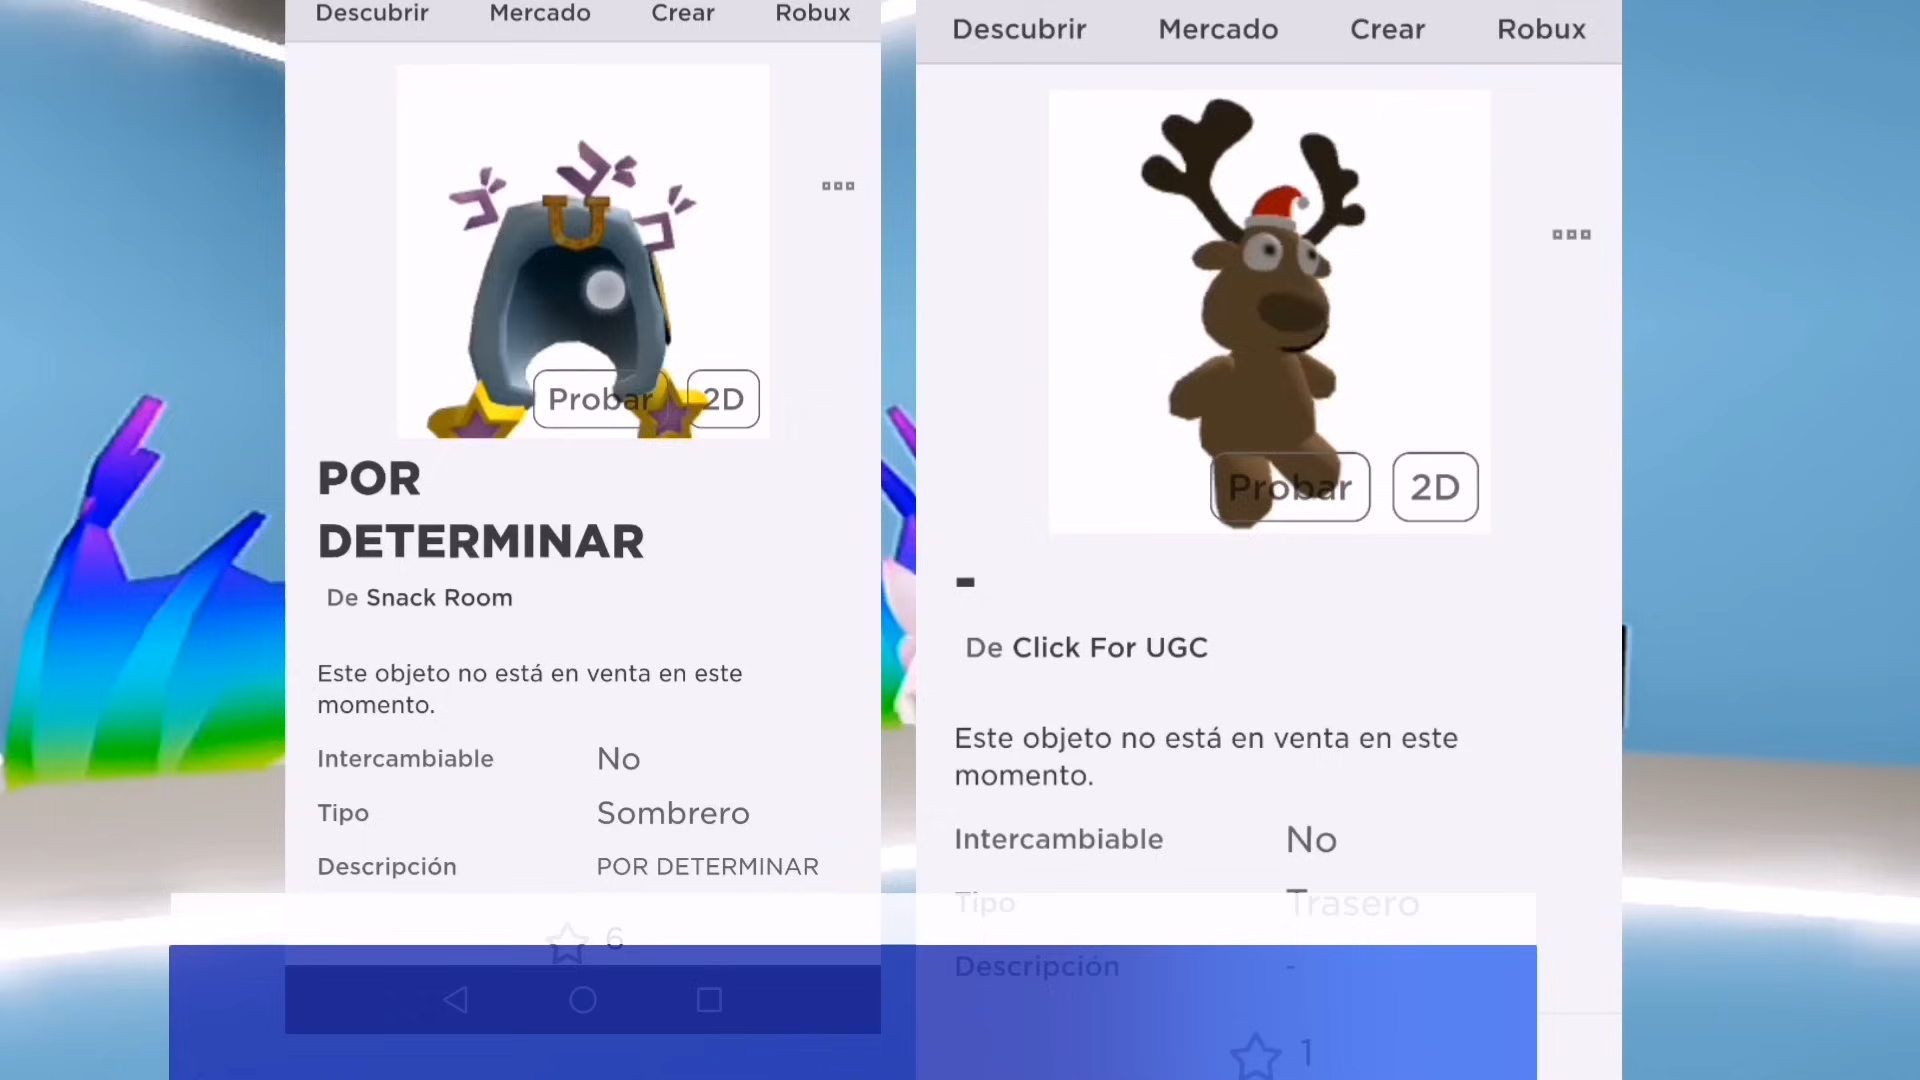 Descubrir Mercado Crear Robux
Probar 2D
POR
DETERMINAR
De Snack Room
Este objeto no está en venta en este
momento.
Intercambiable No
Tipo Sombrero
Descripción POR DETERMINAR
6
Descubrir Mercado Crear Robux
Probar 2D
-
De Click For UGC
Este objeto no está en venta en este
momento.
Intercambiable No
Tipo Trasero
Descripción -
1